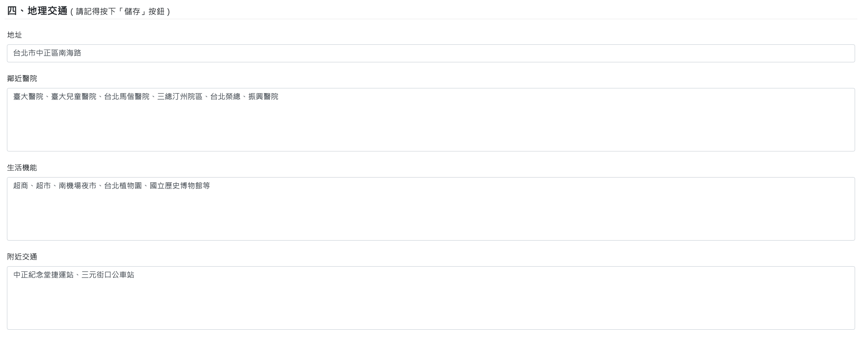 四、地理交通 ( 請記得按下「儲存」按鈕 )
地址
台北市中正區南海路
鄰近醫院
臺大醫院、臺大兒童醫院、台北馬偕醫院、三總汀州院區、台北榮總、振興醫院
生活機能
超商、超市、南機場夜市、台北植物園、國立歷史博物館等
附近交通
中正紀念堂捷運站、三元街口公車站